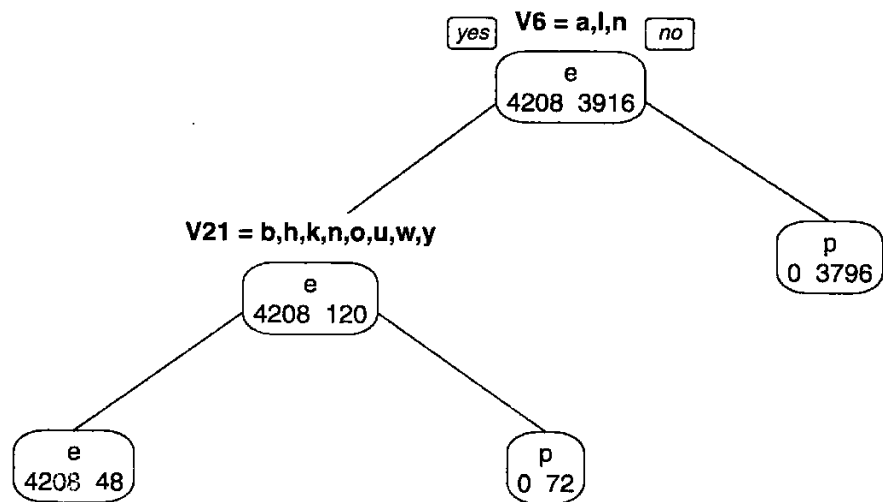 yes V6 = a,l,n no
e
4208 3916
V21 = b,h,k,n,o,u,w,y
p
0 3796
e
4208 120
e
4208 48
p
0 72